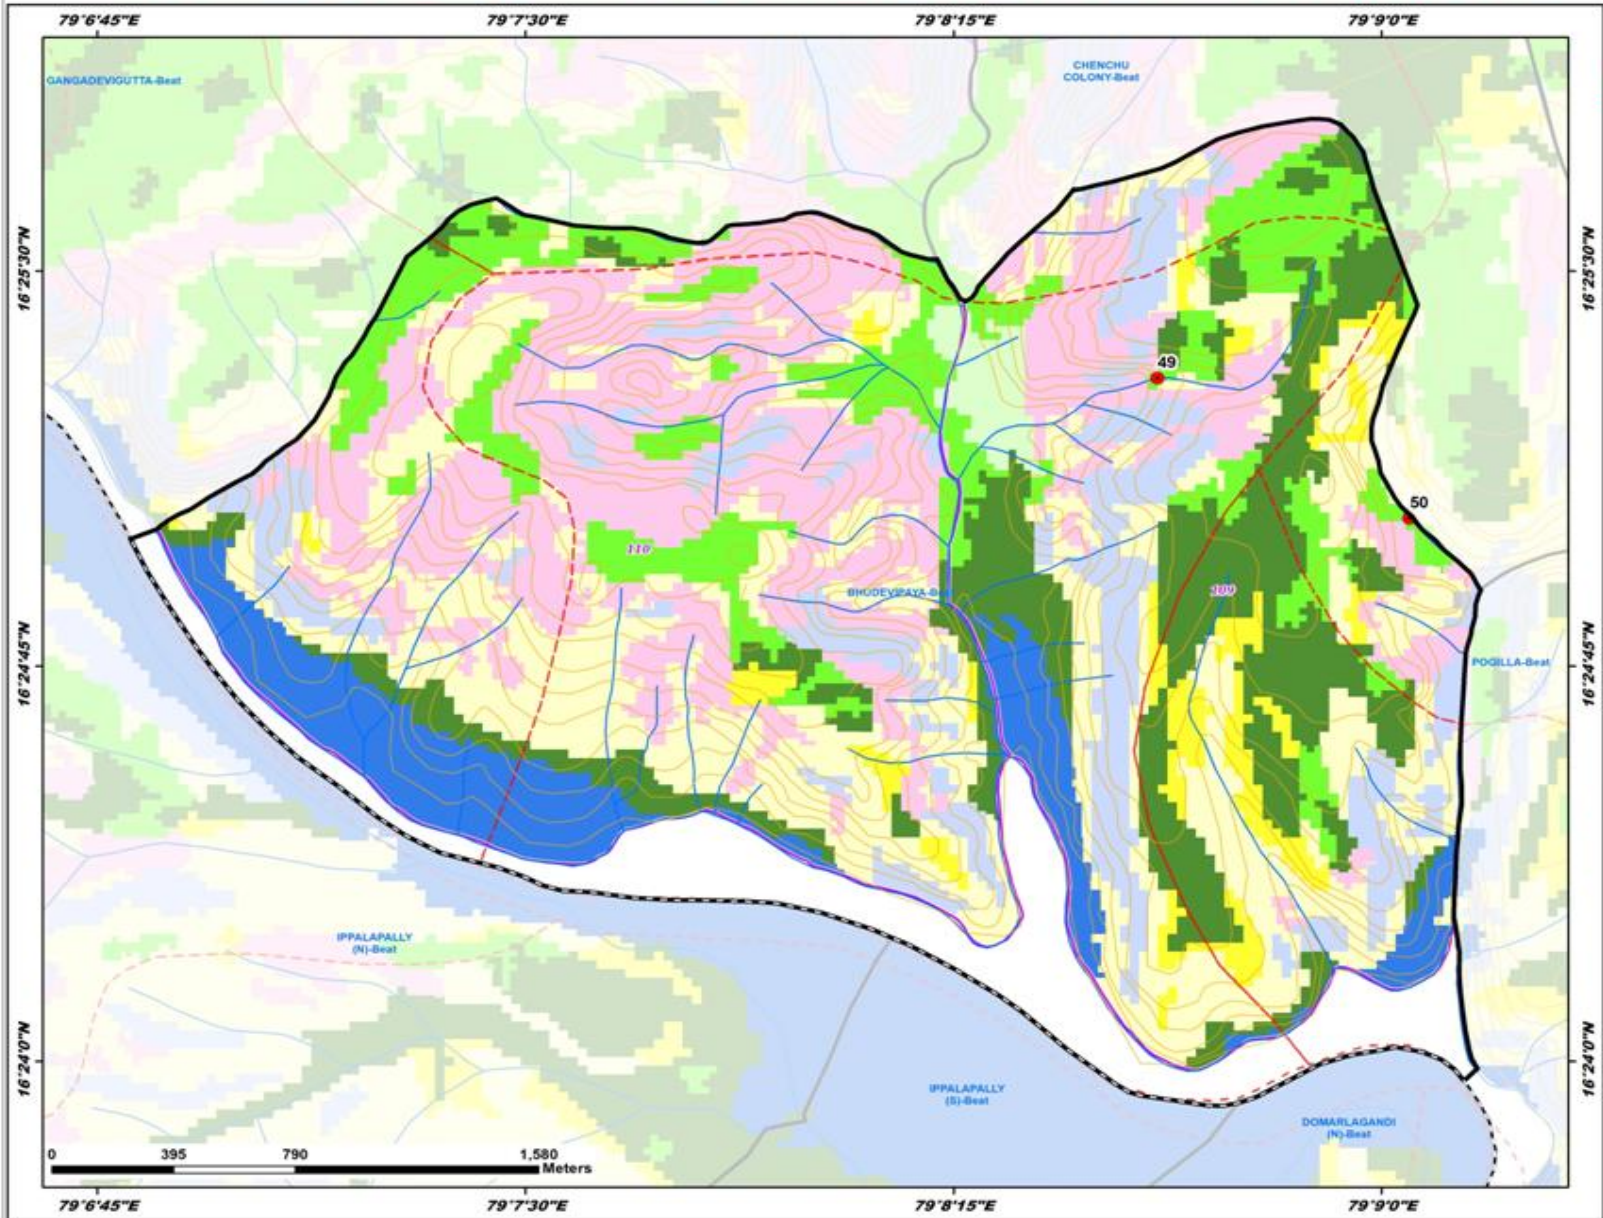 79°6'45"E
79°7'30"E
79°8'15"E
79°9'0"E
GANGADEVIGUTTA-Beat
CHENCHU
COLONY-Beat
16°25'30"N
16°25'30"N
49
50
110
BHUDEVIPAYA-Be
109
16°24'45"N
16°24'45"N
POGILLA-Beat
IPPALAPALLY
(N)-Beat
16°24'0"N
16°24'0"N
IPPALAPALLY
(S)-Beat
DOMARLAGANDI
(N)-Beat
0 395 790 1,580
Meters
79°6'45"E
79°7'30"E
79°8'15"E
79°9'0"E